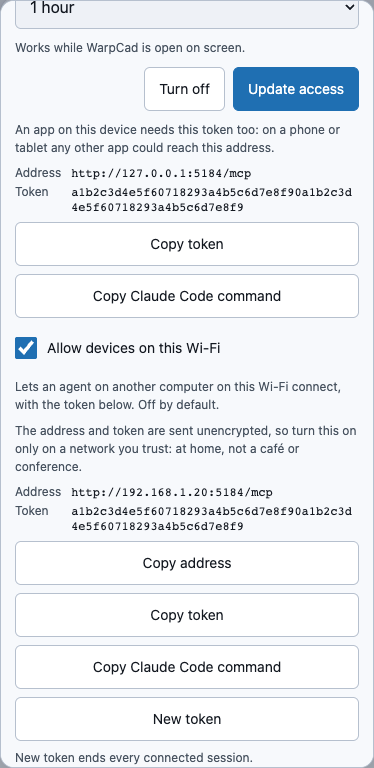 1 hour
Works while WarpCad is open on screen.
Turn off
Update access
An app on this device needs this token too: on a phone or
tablet any other app could reach this address.
Address http://127.0.0.1:5184/mcp
Token a1b2c3d4e5f60718293a4b5c6d7e8f90a1b2c3d
4e5f60718293a4b5c6d7e8f9
Copy token
Copy Claude Code command
Allow devices on this Wi-Fi
Lets an agent on another computer on this Wi-Fi connect,
with the token below. Off by default.
The address and token are sent unencrypted, so turn this on
only on a network you trust: at home, not a café or
conference.
Address http://192.168.1.20:5184/mcp
Token a1b2c3d4e5f60718293a4b5c6d7e8f90a1b2c3d
4e5f60718293a4b5c6d7e8f9
Copy address
Copy token
Copy Claude Code command
New token
New token ends every connected session.